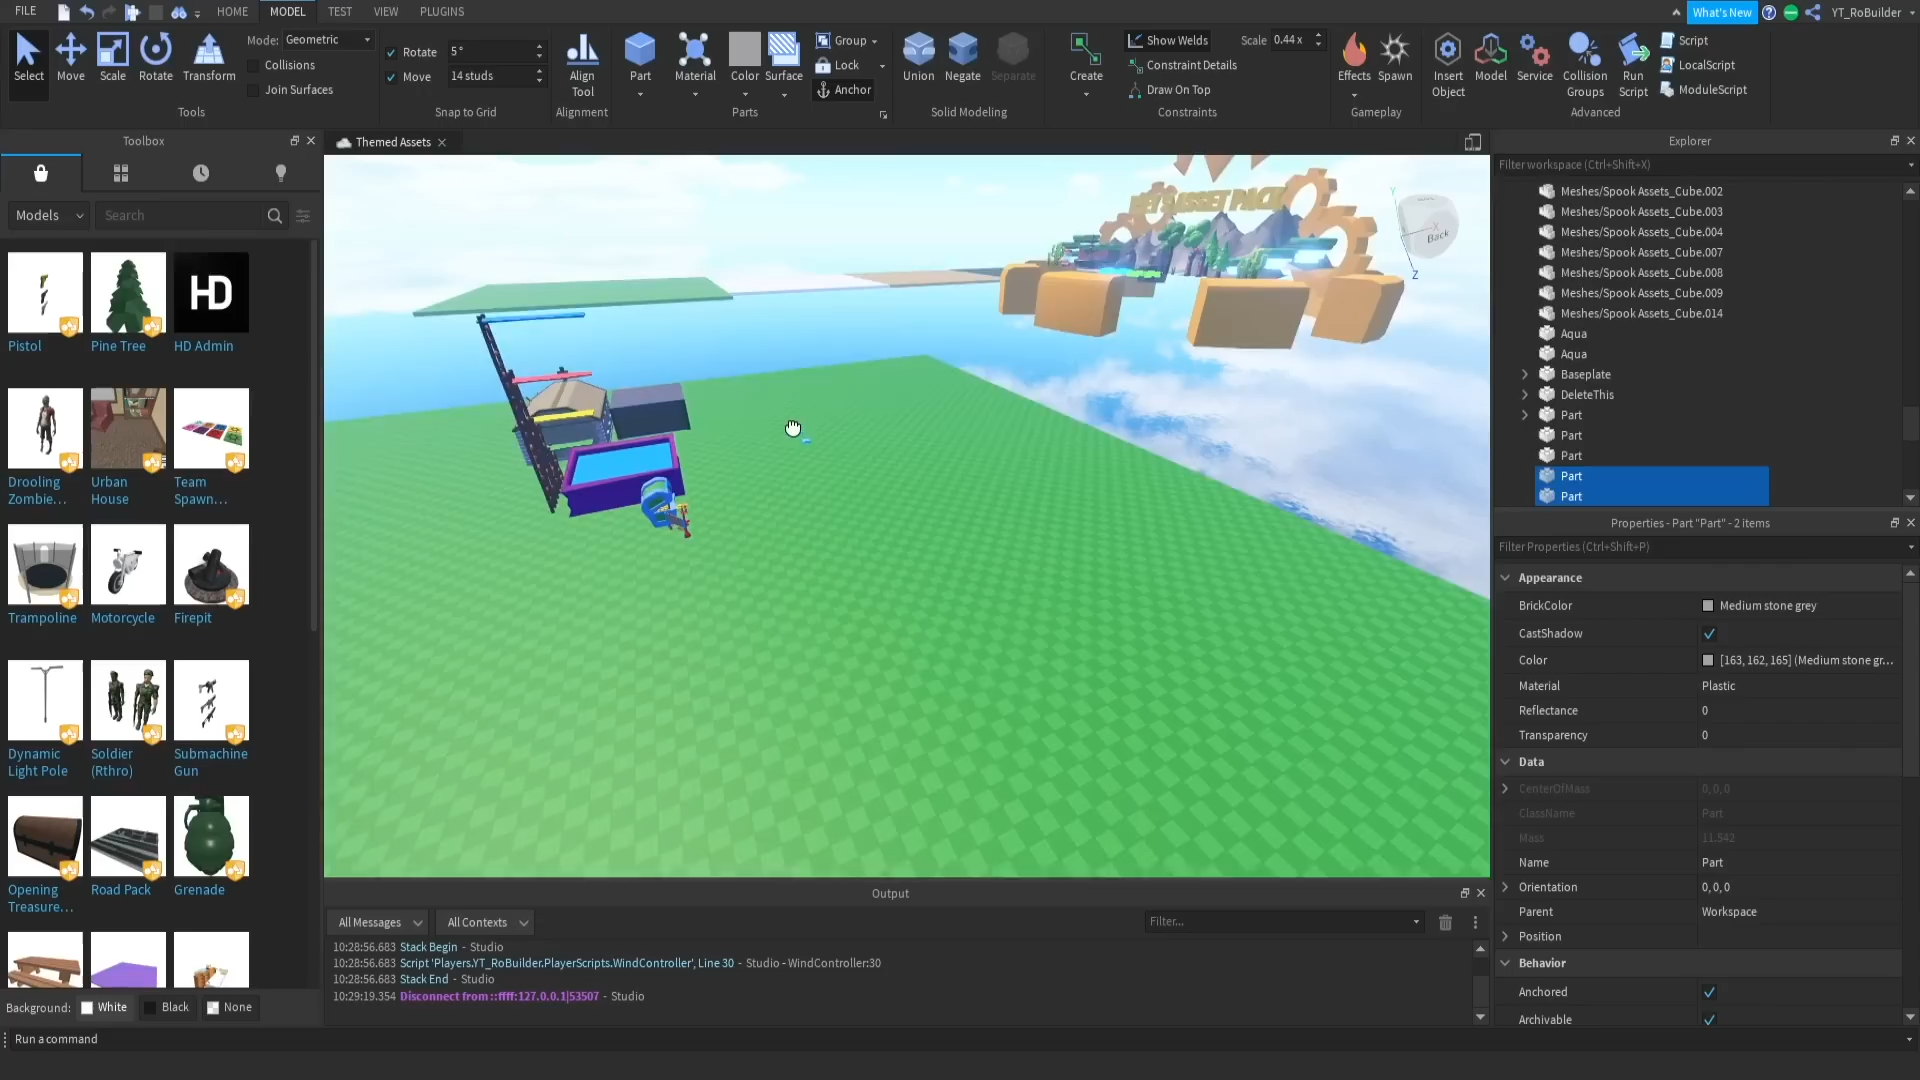 FILE
HOME
MODEL
TEST
VIEW
PLUGINS
What's New
YT_RoBuilder
Select
Move
Scale
Rotate
Transform
Mode: Geometric
Collisions
Join Surfaces
Tools
Rotate 5 °
Move 14 studs
Snap to Grid
Align
Tool
Alignment
Part
Material
Color
Surface
Group
Lock
Anchor
Parts
Union
Negate
Separate
Solid Modeling
Create
Show Welds
Scale 0.44 x
Constraint Details
Draw On Top
Constraints
Effects
Spawn
Gameplay
Insert
Object
Model
Service
Collision
Groups
Run
Script
Script
LocalScript
ModuleScript
Advanced
Toolbox
Models
Search
Pistol
Pine Tree
HD
HD Admin
Drooling
Zombie...
Urban
House
Team
Spawn...
Trampoline
Motorcycle
Firepit
Dynamic
Light Pole
Soldier
(Rthro)
Submachine
Gun
Opening
Treasure...
Road Pack
Grenade
Background: White Black None
Run a command
Themed Assets
ASSET PACK
Y
X
Back
Z
Output
All Messages
All Contexts
Filter...
10:28:56.683 Stack Begin - Studio
10:28:56.683 Script 'Players.YT_RoBuilder.PlayerScripts.WindController', Line 30 - Studio - WindController:30
10:28:56.683 Stack End - Studio
10:29:19.354 Disconnect from ::ffff:127.0.0.1|53507 - Studio
Explorer
Filter workspace (Ctrl+Shift+X)
Meshes/Spook Assets_Cube.002
Meshes/Spook Assets_Cube.003
Meshes/Spook Assets_Cube.004
Meshes/Spook Assets_Cube.007
Meshes/Spook Assets_Cube.008
Meshes/Spook Assets_Cube.009
Meshes/Spook Assets_Cube.014
Aqua
Aqua
Baseplate
DeleteThis
Part
Part
Part
Part
Part
Properties - Part "Part" - 2 items
Filter Properties (Ctrl+Shift+P)
Appearance
BrickColor Medium stone grey
CastShadow
Color [163, 162, 165] (Medium stone gr...
Material Plastic
Reflectance 0
Transparency 0
Data
CenterOfMass 0, 0, 0
ClassName Part
Mass 11.542
Name Part
Orientation 0, 0, 0
Parent Workspace
Position
Behavior
Anchored
Archivable